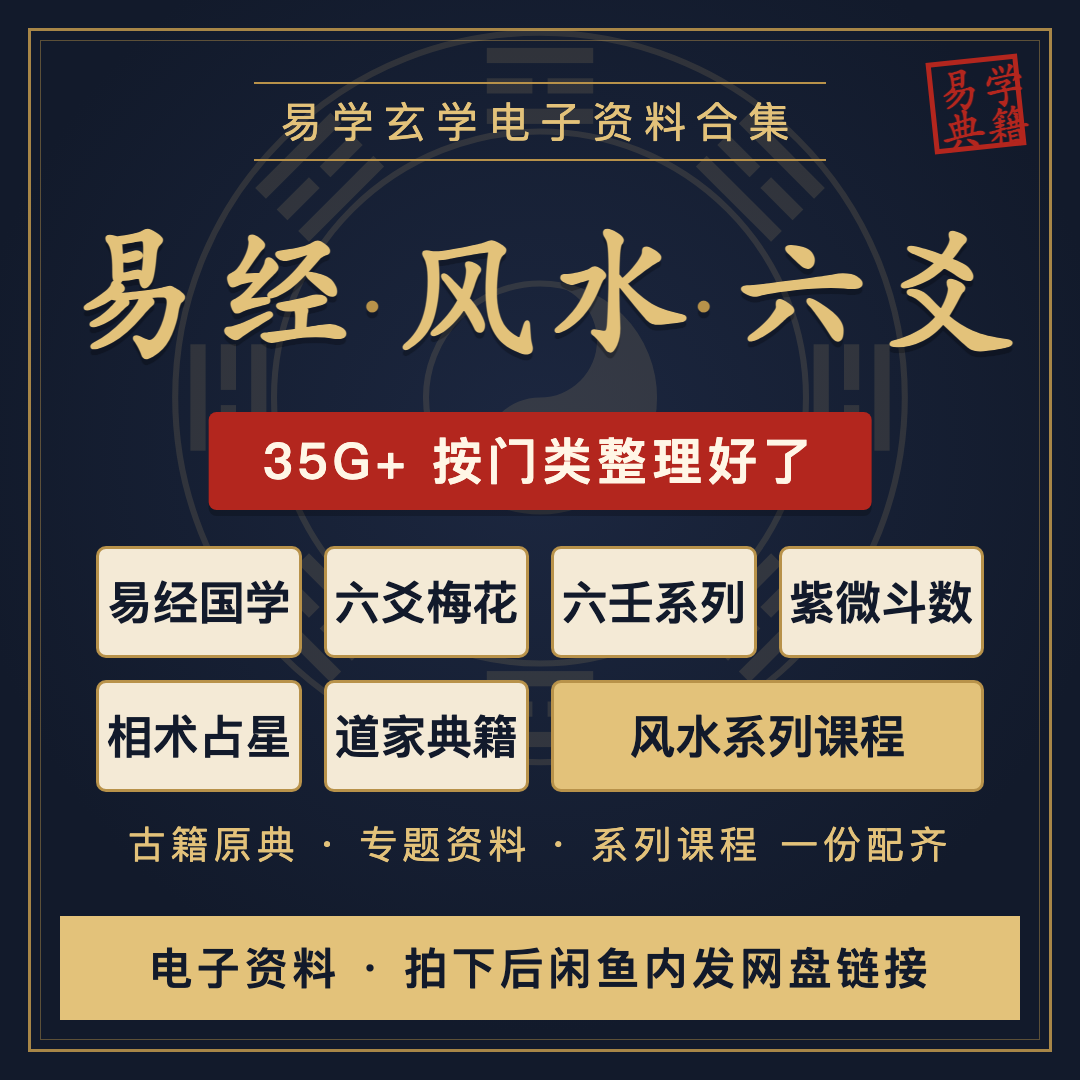 易学玄学电子资料合集
易学
典籍
易经·风水·六爻
35G+ 按门类整理好了
易经国学 六爻梅花 六壬系列 紫微斗数
相术占星 道家典籍 风水系列课程
古籍原典 · 专题资料 · 系列课程 一份配齐
电子资料 · 拍下后闲鱼内发网盘链接